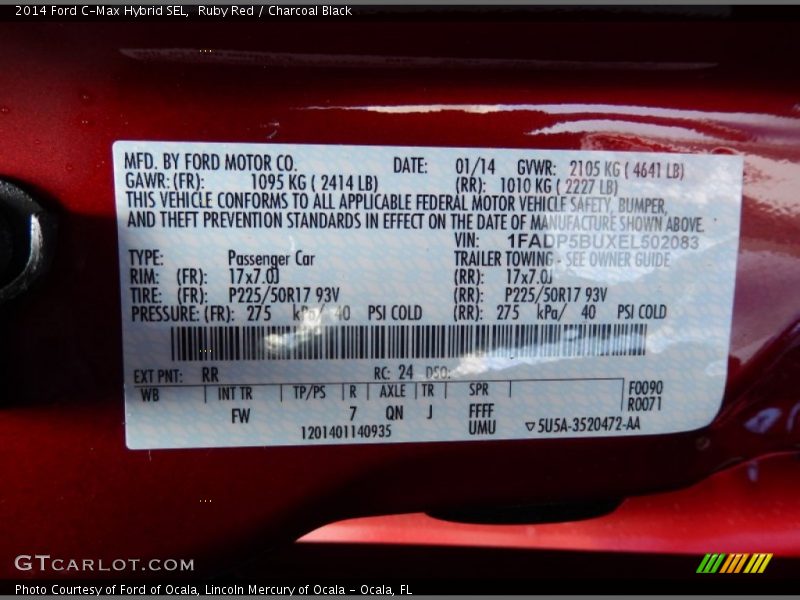 2014 Ford C-Max Hybrid SEL, Ruby Red / Charcoal Black
MFD. BY FORD MOTOR CO. DATE: 01/14 GVWR: 2105 KG ( 4641 LB)
GAWR: (FR): 1095 KG ( 2414 LB) (RR): 1010 KG ( 2227 LB)
THIS VEHICLE CONFORMS TO ALL APPLICABLE FEDERAL MOTOR VEHICLE SAFETY, BUMPER,
AND THEFT PREVENTION STANDARDS IN EFFECT ON THE DATE OF MANUFACTURE SHOWN ABOVE.
VIN: 1FADP5BUXEL502083
TYPE: Passenger Car TRAILER TOWING - SEE OWNER GUIDE
RIM: (FR): 17x7.0J (RR): 17x7.0J
TIRE: (FR): P225/50R17 93V (RR): P225/50R17 93V
PRESSURE: (FR): 275 kPa/ 40 PSI COLD (RR): 275 kPa/ 40 PSI COLD
EXT PNT: RR RC: 24 DSO:
WB INT TR TP/PS R AXLE TR SPR F0090
R0071
FW 7 QN J FFFF
1201401140935 UMU ▽5U5A-3520472-AA
GTCARLOT.COM
Photo Courtesy of Ford of Ocala, Lincoln Mercury of Ocala - Ocala, FL